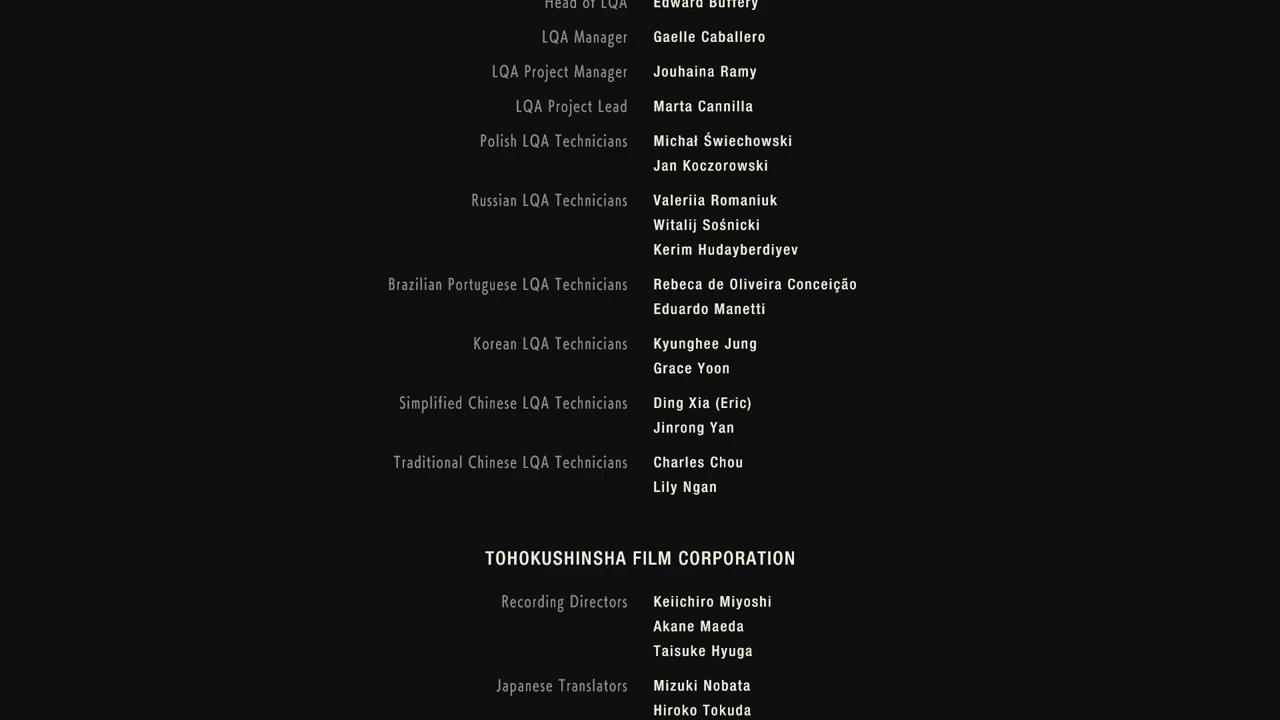 Head of LQA Edward Buffery
LQA Manager Gaelle Caballero
LQA Project Manager Jouhaina Ramy
LQA Project Lead Marta Cannilla
Polish LQA Technicians Michał Świechowski
Jan Koczorowski
Russian LQA Technicians Valeriia Romaniuk
Witalij Sośnicki
Kerim Hudayberdiyev
Brazilian Portuguese LQA Technicians Rebeca de Oliveira Conceição
Eduardo Manetti
Korean LQA Technicians Kyunghee Jung
Grace Yoon
Simplified Chinese LQA Technicians Ding Xia (Eric)
Jinrong Yan
Traditional Chinese LQA Technicians Charles Chou
Lily Ngan
TOHOKUSHINSHA FILM CORPORATION
Recording Directors Keiichiro Miyoshi
Akane Maeda
Taisuke Hyuga
Japanese Translators Mizuki Nobata
Hiroko Tokuda